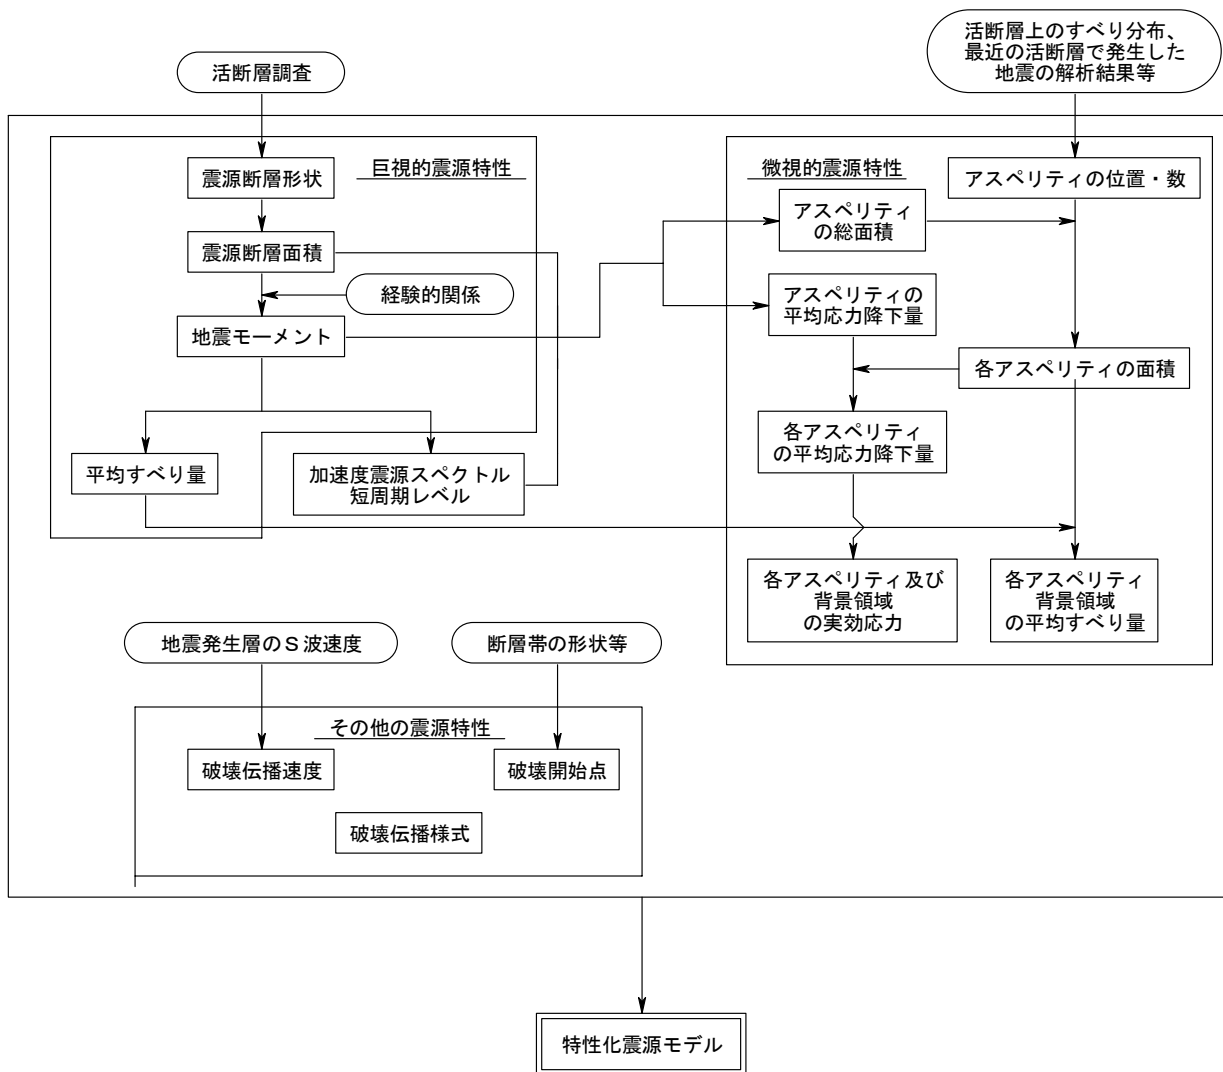 活断層調査
活断層上のすべり分布、
最近の活断層で発生した
地震の解析結果等
巨視的震源特性
震源断層形状
震源断層面積
経験的関係
地震モーメント
平均すべり量
加速度震源スペクトル
短周期レベル
微視的震源特性
アスペリティの位置・数
アスペリティ
の総面積
アスペリティの
平均応力降下量
各アスペリティの面積
各アスペリティ
の平均応力降下量
各アスペリティ及び
背景領域
の実効応力
各アスペリティ
背景領域
の平均すべり量
地震発生層のS波速度
断層帯の形状等
その他の震源特性
破壊伝播速度
破壊開始点
破壊伝播様式
特性化震源モデル